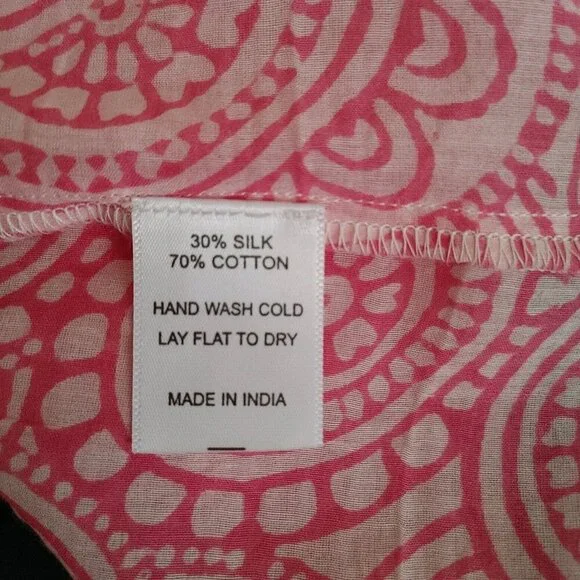 30% SILK
70% COTTON
HAND WASH COLD
LAY FLAT TO DRY
MADE IN INDIA